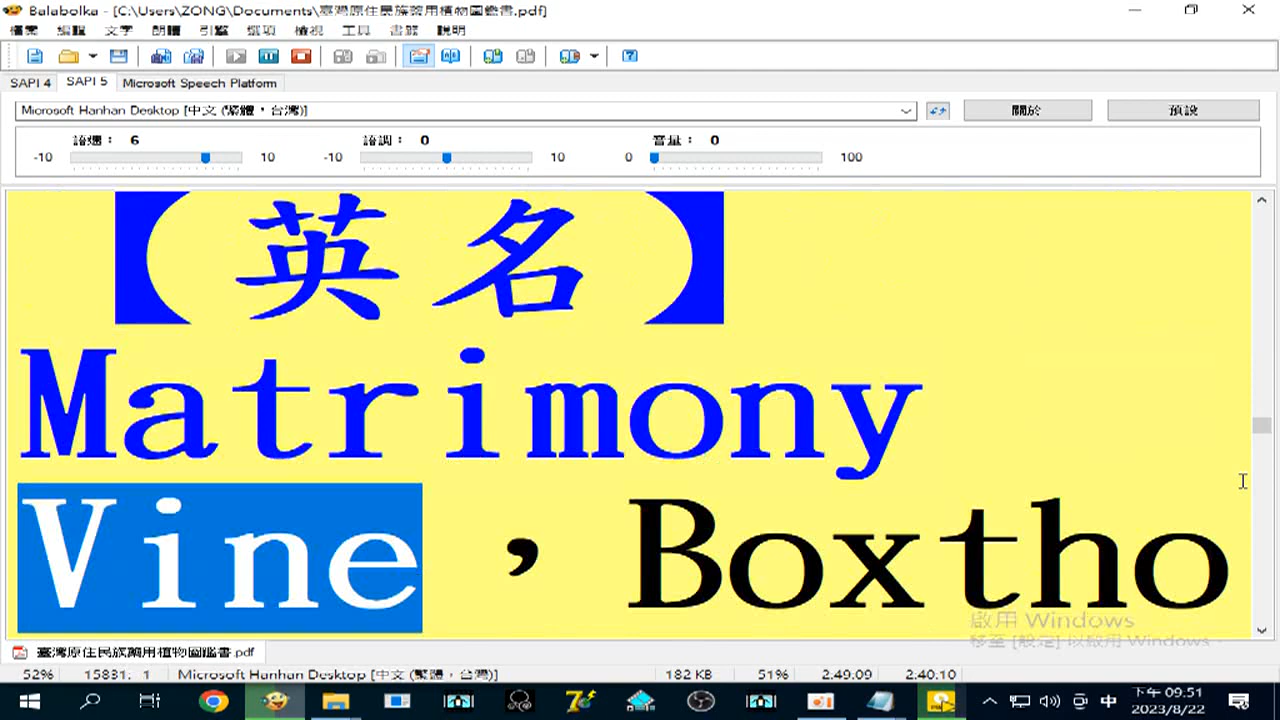 Balabolka - [C:\Users\ZONG\Documents\臺灣原住民族藥用植物圖鑑書.pdf]
檔案 編輯 文字 朗讀 引擎 選項 檢視 工具 書籤 說明
SAPI 4 SAPI 5 Microsoft Speech Platform
Microsoft Hanhan Desktop [中文 (繁體，台灣)] 關於 預設
語速： 6 語調： 0 音量： 0
-10 10 -10 10 0 100
【英名】
Matrimony
Vine ，Boxtho
啟用 Windows
移至 [設定] 以啟用 Windows。
臺灣原住民族藥用植物圖鑑書.pdf
52% 15831: 1 Microsoft Hanhan Desktop [中文 (繁體，台灣)] 182 KB 51% 2.49.09 2.40.10
中 下午 09:51
2023/8/22